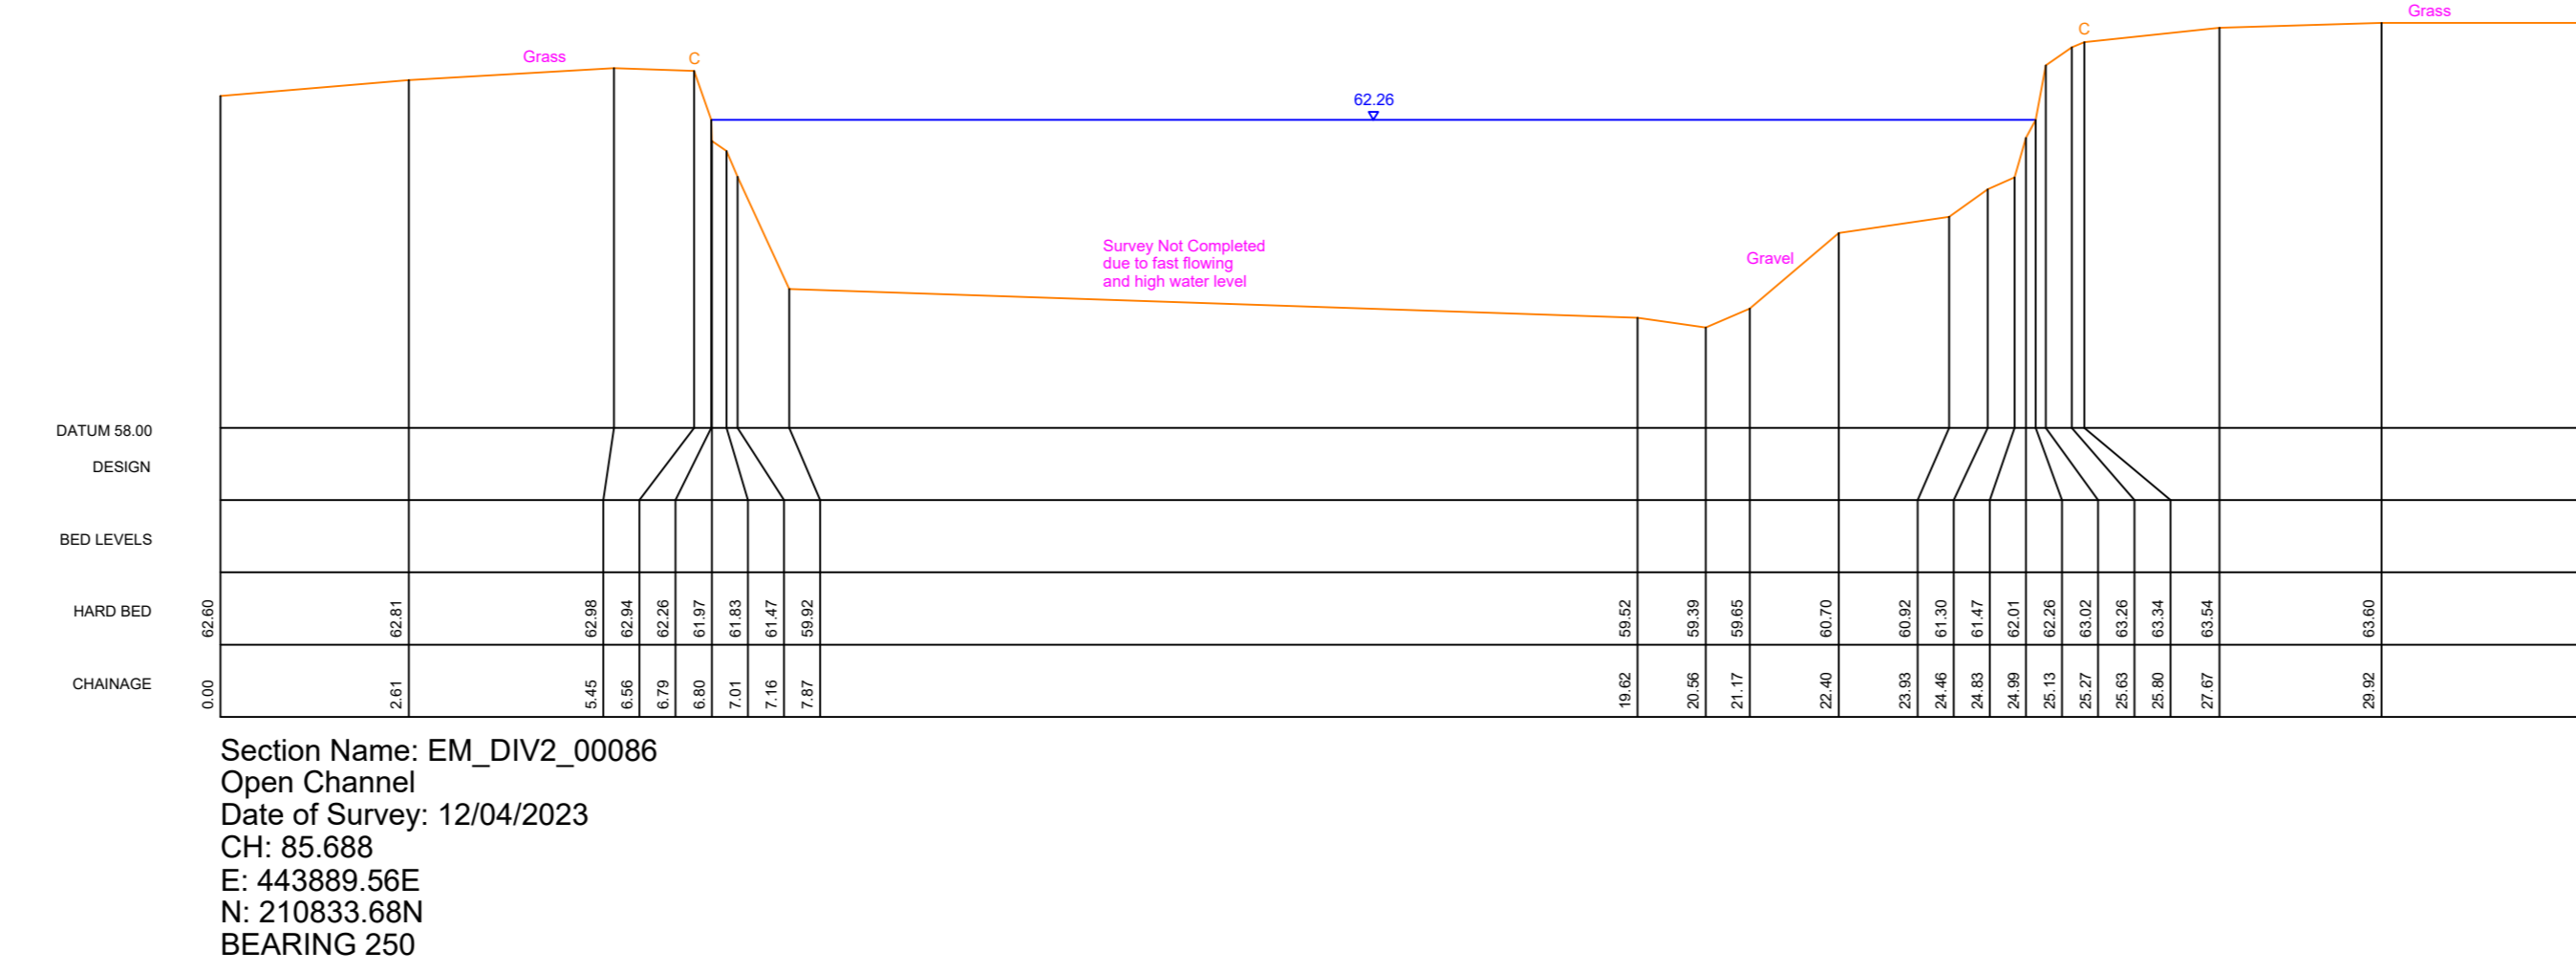 Grass
C
62.26
C
Grass
Survey Not Completed
due to fast flowing
and high water level
Gravel
DATUM 58.00
DESIGN
BED LEVELS
HARD BED 62.60 62.81 62.98 62.94 62.26 61.97 61.83 61.47 59.92 59.52 59.39 59.65 60.70 60.92 61.30 61.47 62.01 62.26 63.02 63.26 63.34 63.54 63.60
CHAINAGE 0.00 2.61 5.45 6.56 6.79 6.80 7.01 7.16 7.87 19.62 20.56 21.17 22.40 23.93 24.46 24.83 24.99 25.13 25.27 25.63 25.80 27.67 29.92
Section Name: EM_DIV2_00086
Open Channel
Date of Survey: 12/04/2023
CH: 85.688
E: 443889.56E
N: 210833.68N
BEARING 250